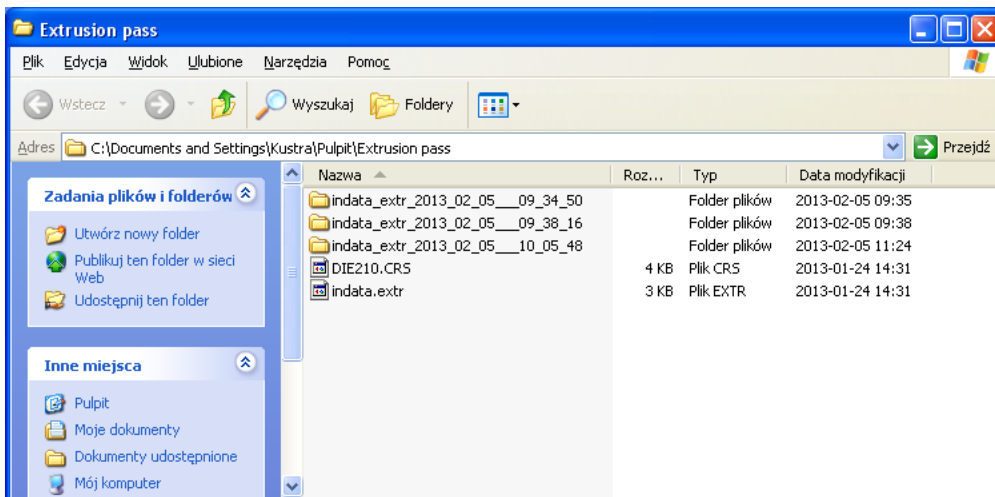 Extrusion pass
Plik Edycja Widok Ulubione Narzędzia Pomoc
Wstecz Wyszukaj Foldery
Adres C:\Documents and Settings\Kustra\Pulpit\Extrusion pass Przejdź
Zadania plików i folderów
Utwórz nowy folder
Publikuj ten folder w sieci
Web
Udostępnij ten folder
Inne miejsca
Pulpit
Moje dokumenty
Dokumenty udostępnione
Mój komputer
Nazwa Roz... Typ Data modyfikacji
indata_extr_2013_02_05___09_34_50 Folder plików 2013-02-05 09:35
indata_extr_2013_02_05___09_38_16 Folder plików 2013-02-05 09:38
indata_extr_2013_02_05___10_05_48 Folder plików 2013-02-05 11:24
DIE210.CRS 4 KB Plik CRS 2013-01-24 14:31
indata.extr 3 KB Plik EXTR 2013-01-24 14:31